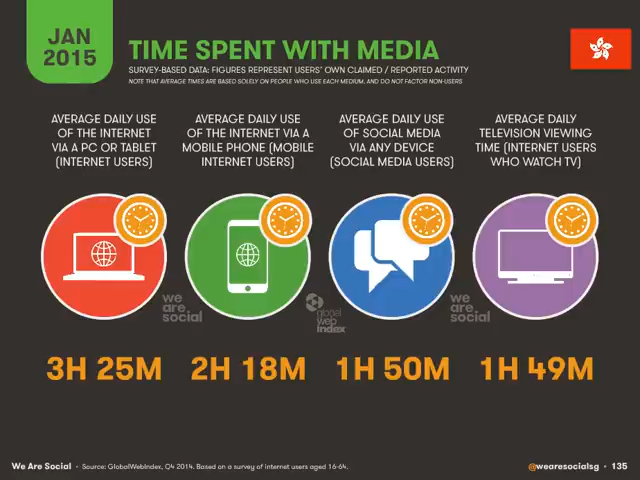 JAN
2015
TIME SPENT WITH MEDIA
SURVEY-BASED DATA: FIGURES REPRESENT USERS' OWN CLAIMED / REPORTED ACTIVITY
NOTE THAT AVERAGE TIMES ARE BASED SOLELY ON PEOPLE WHO USE EACH MEDIUM, AND DO NOT FACTOR NON-USERS
AVERAGE DAILY USE
OF THE INTERNET
VIA A PC OR TABLET
(INTERNET USERS)
AVERAGE DAILY USE
OF THE INTERNET VIA A
MOBILE PHONE (MOBILE
INTERNET USERS)
AVERAGE DAILY USE
OF SOCIAL MEDIA
VIA ANY DEVICE
(SOCIAL MEDIA USERS)
AVERAGE DAILY
TELEVISION VIEWING
TIME (INTERNET USERS
WHO WATCH TV)
we
are
social
global
web
index
we
are
social
3H 25M
2H 18M
1H 50M
1H 49M
We Are Social • Source: GlobalWebIndex, Q4 2014. Based on a survey of internet users aged 16-64.
@wearesocialsg • 135